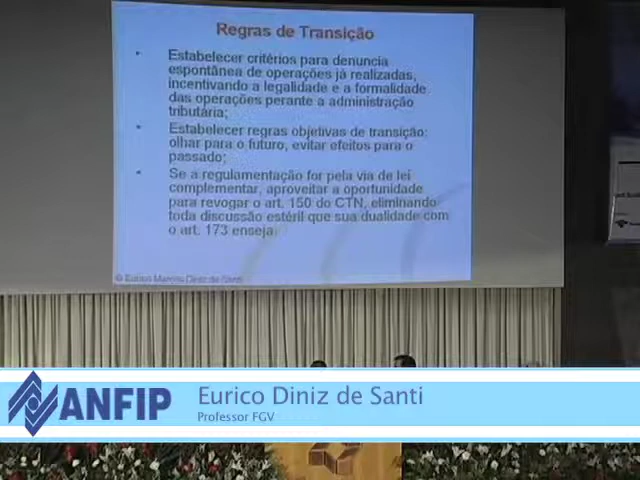 Regras de Transição
• Estabelecer critérios para denuncia
espontânea de operações já realizadas,
incentivando a legalidade e a formalidade
das operações perante a administração
tributária;
• Estabelecer regras objetivas de transição:
olhar para o futuro, evitar efeitos para o
passado;
• Se a regulamentação for pela via de lei
complementar, aproveitar a oportunidade
para revogar o art. 150 do CTN, eliminando
toda discussão estéril que sua dualidade com
o art. 173 enseja.
© Eurico Marcos Diniz de Santi
ANFIP
Eurico Diniz de Santi
Professor FGV